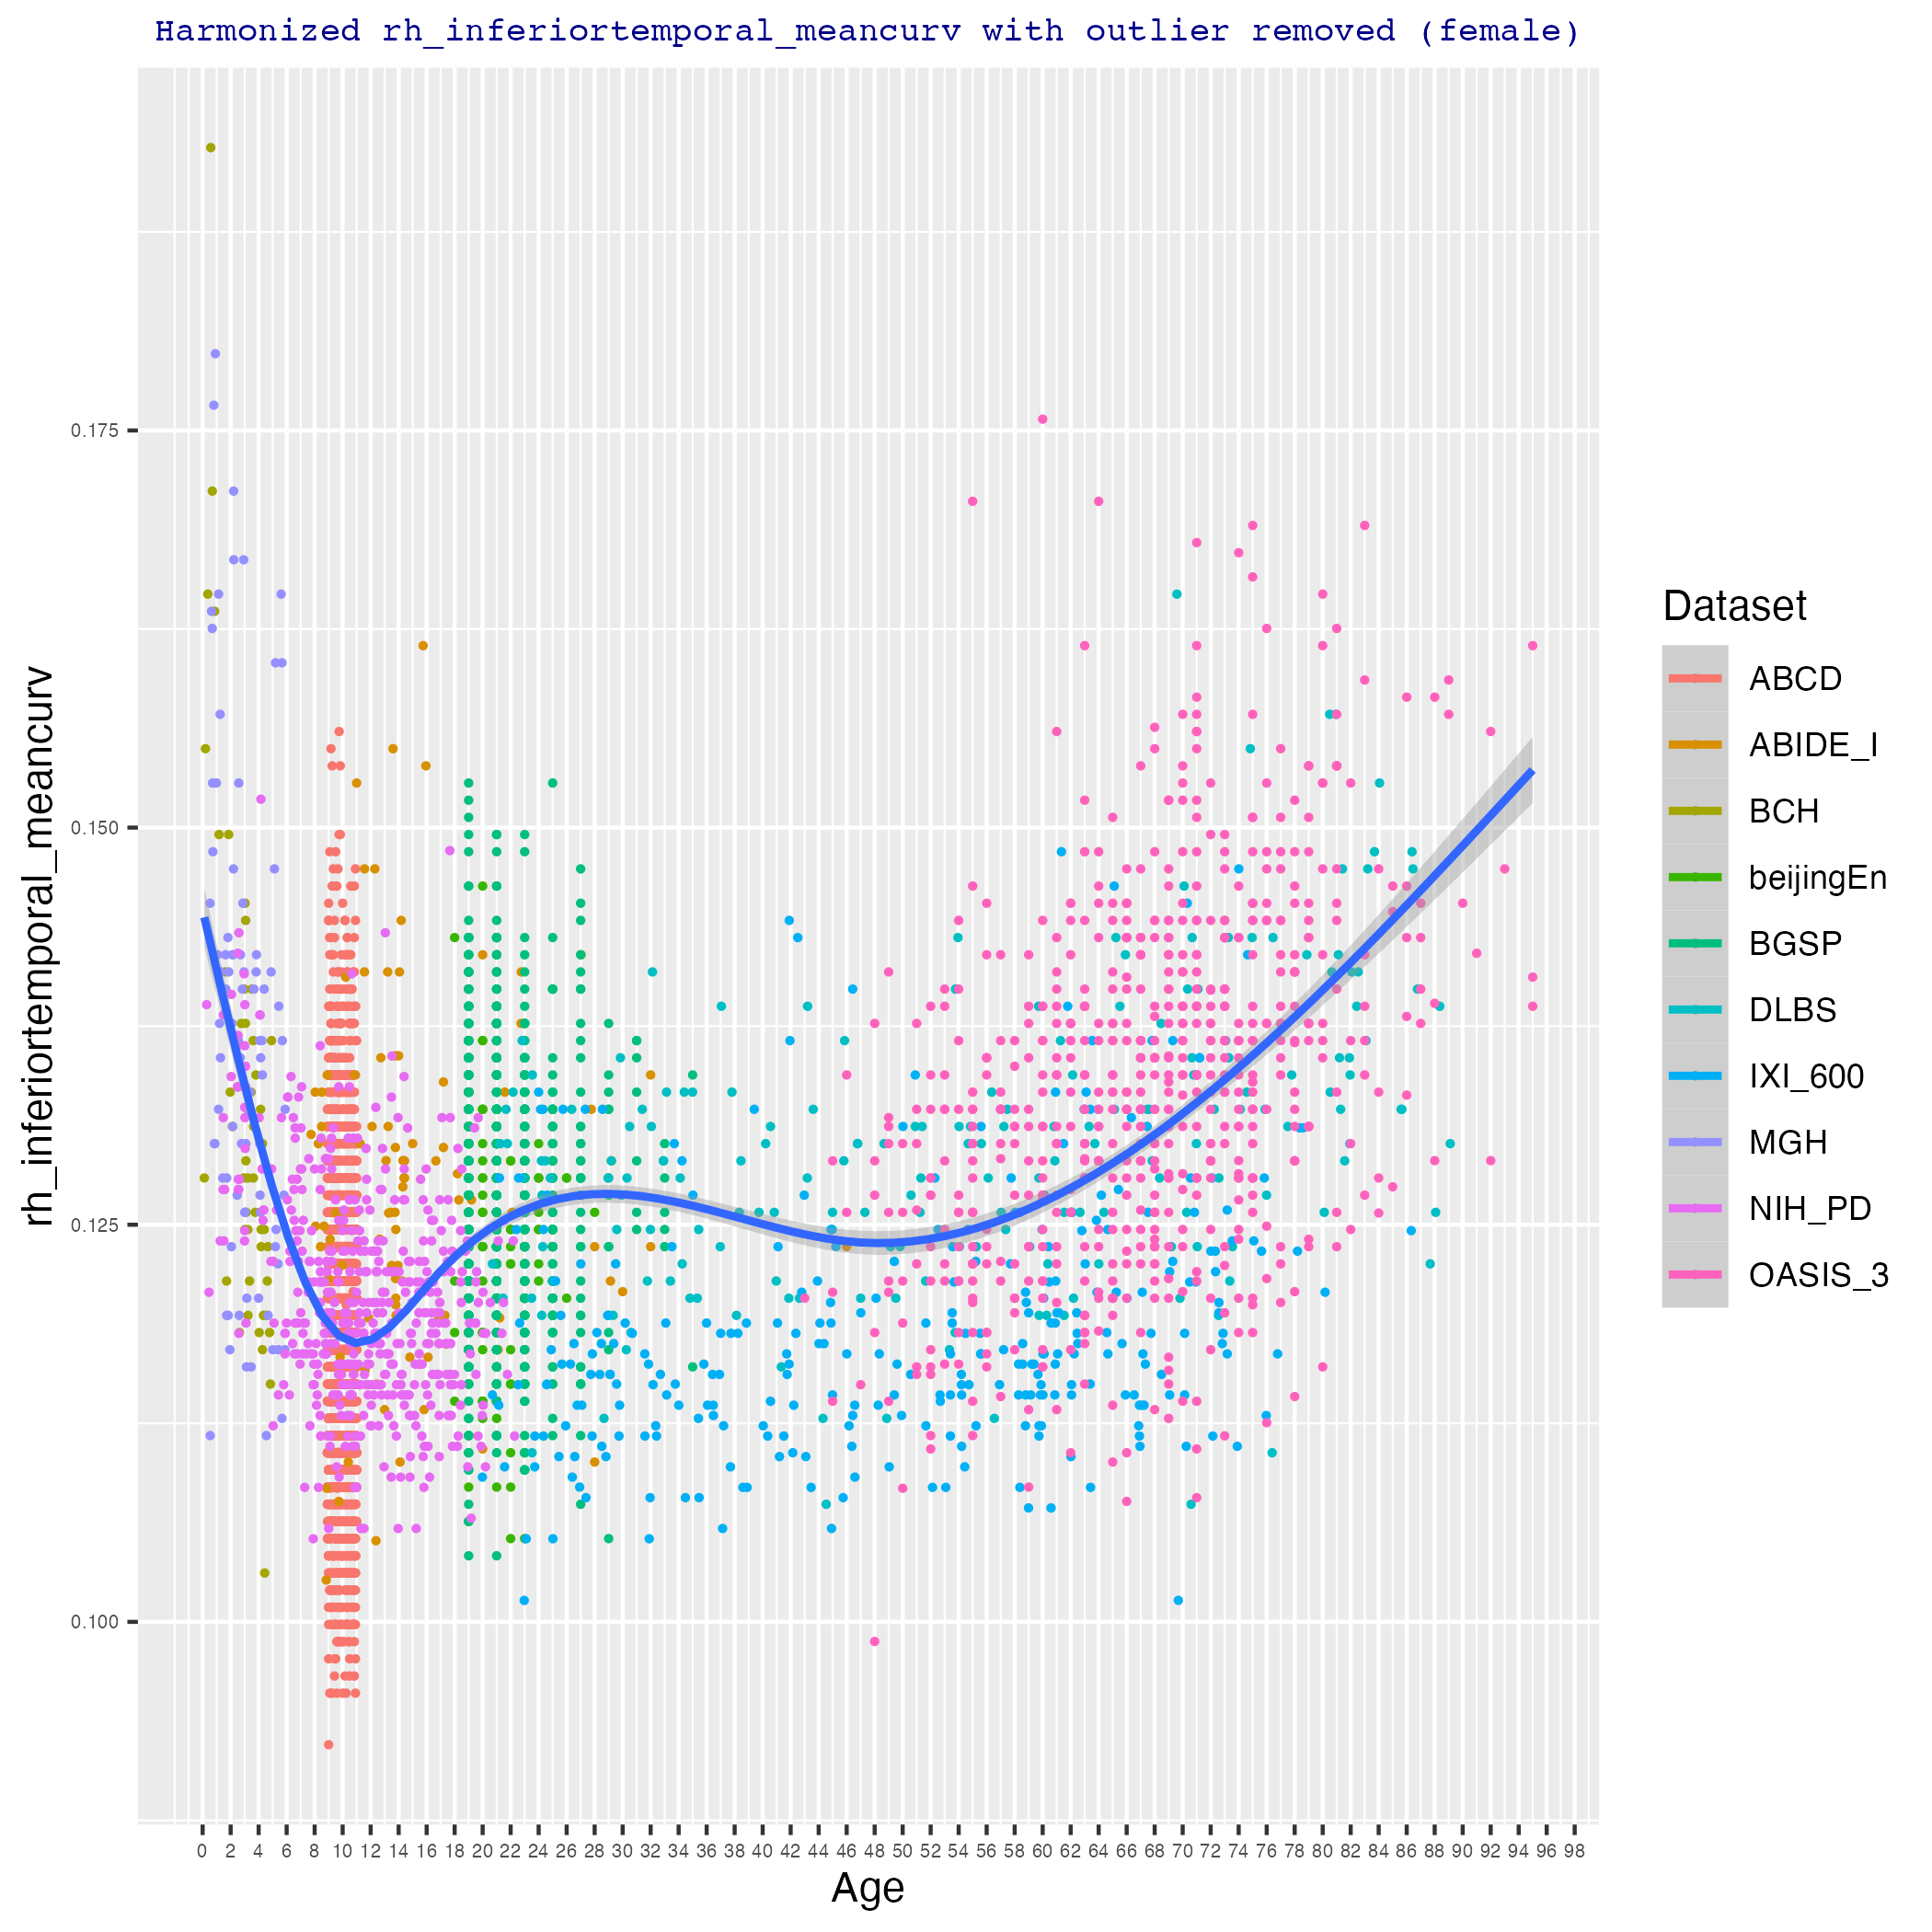 Harmonized rh_inferiortemporal_meancurv with outlier removed (female)
rh_inferiortemporal_meancurv
0.175
0.150
0.125
0.100
0 2 4 6 8 10 12 14 16 18 20 22 24 26 28 30 32 34 36 38 40 42 44 46 48 50 52 54 56 58 60 62 64 66 68 70 72 74 76 78 80 82 84 86 88 90 92 94 96 98
Age
Dataset
ABCD
ABIDE_I
BCH
beijingEn
BGSP
DLBS
IXI_600
MGH
NIH_PD
OASIS_3